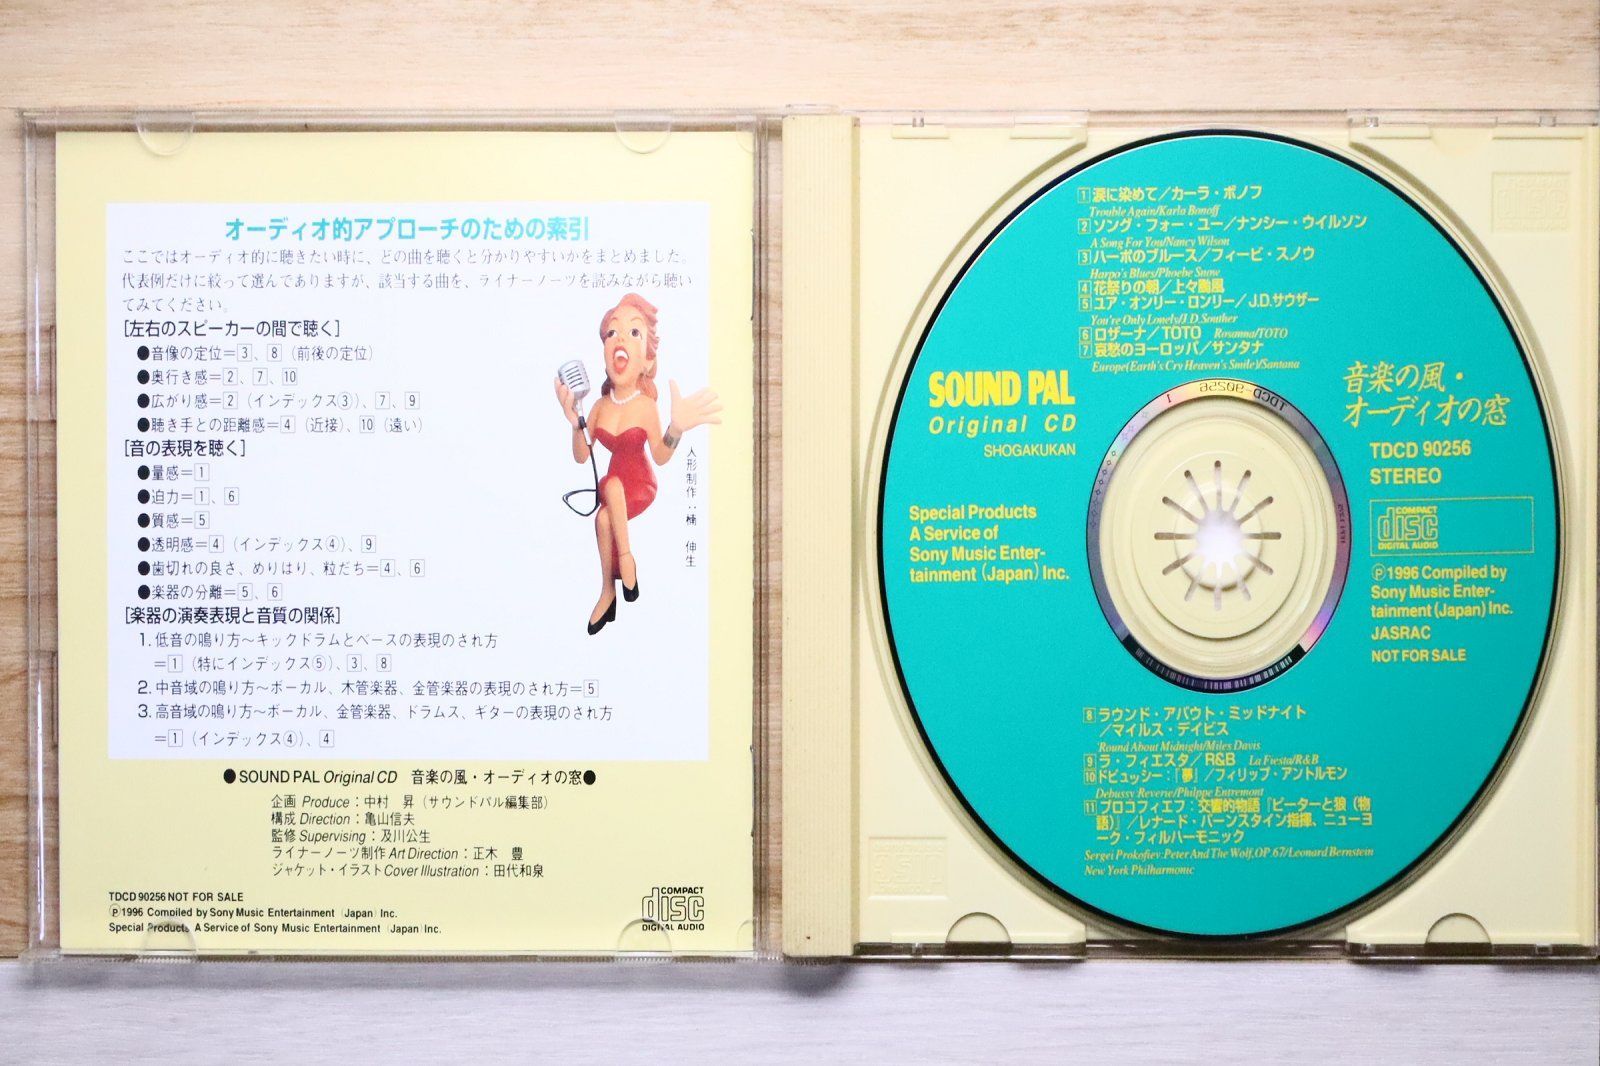 オーディオ的アプローチのための索引
ここではオーディオ的に聴きたい時に、どの曲を聴くと分かりやすいかをまとめました。
代表例だけに絞って選んでありますが、該当する曲を、ライナーノーツを読みながら聴い
てみてください。
[左右のスピーカーの間で聴く]
●音像の定位=3、8(前後の定位)
●奥行き感=2、7、10
●広がり感=2(インデックス③)、7、9
●聴き手との距離感=4(近接)、10(遠い)
[音の表現を聴く]
●量感=1
●迫力=1、6
●質感=5
●透明感=4(インデックス④)、9
●歯切れの良さ、めりはり、粒だち=4、6
●楽器の分離=5、6
[楽器の演奏表現と音質の関係]
1. 低音の鳴り方〜キックドラムとベースの表現のされ方
=1(特にインデックス⑤)、3、8
2. 中音域の鳴り方〜ボーカル、木管楽器、金管楽器の表現のされ方=5
3. 高音域の鳴り方〜ボーカル、金管楽器、ドラムス、ギターの表現のされ方
=1(インデックス④)、4
人形制作:楠 伸生
●SOUND PAL Original CD 音楽の風・オーディオの窓●
企画 Produce:中村 昇(サウンドパル編集部)
構成 Direction:亀山信夫
監修 Supervising:及川公生
ライナーノーツ制作 Art Direction:正木 豊
ジャケット・イラスト Cover Illustration:田代和泉
TDCD 90256 NOT FOR SALE
Ⓟ1996 Compiled by Sony Music Entertainment (Japan) Inc.
Special Products A Service of Sony Music Entertainment (Japan) Inc.
COMPACT
disc
DIGITAL AUDIO
1 涙に染めて/カーラ・ボノフ
Trouble Again/Karla Bonoff
2 ソング・フォー・ユー/ナンシー・ウイルソン
A Song For You/Nancy Wilson
3 ハーポのブルース/フィービ・スノウ
Harpo's Blues/Phoebe Snow
4 花祭りの朝/上々颱風
5 ユア・オンリー・ロンリー/J.D.サウザー
You're Only Lonely/J.D.Souther
6 ロザーナ/TOTO Rosanna/TOTO
7 哀愁のヨーロッパ/サンタナ
Europe(Earth's Cry Heaven's Smile)/Santana
SOUND PAL
Original CD
SHOGAKUKAN
Special Products
A Service of
Sony Music Enter-
tainment (Japan) Inc.
TDCD-90256 1
音楽の風・
オーディオの窓
TDCD 90256
STEREO
COMPACT
disc
DIGITAL AUDIO
Ⓟ1996 Compiled by
Sony Music Enter-
tainment (Japan) Inc.
JASRAC
NOT FOR SALE
8 ラウンド・アバウト・ミッドナイト
/マイルス・デイビス
'Round About Midnight/Miles Davis
9 ラ・フィエスタ/R&B La Fiesta/R&B
10 ドビュッシー:『夢』/フィリップ・アントルモン
Debussy Reverie/Philppe Entremont
11 プロコフィエフ:交響的物語『ピーターと狼(物
語)』/レナード・バーンスタイン指揮、ニューヨ
ーク・フィルハーモニック
Sergei Prokofiev:Peter And The Wolf,OP.67/Leonard Bernstein
New York Philharmonic